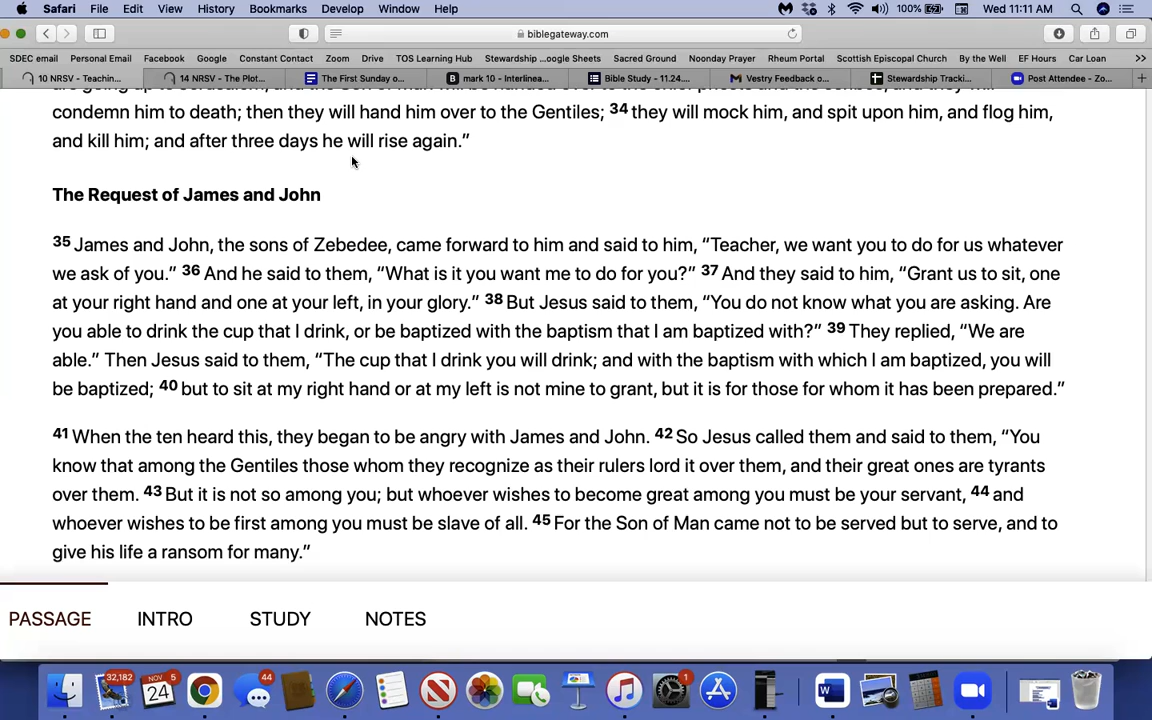 Safari File Edit View History Bookmarks Develop Window Help 100% Wed 11:11 AM
biblegateway.com
SDEC email Personal Email Facebook Google Constant Contact Zoom Drive TOS Learning Hub Stewardship ...oogle Sheets Sacred Ground Noonday Prayer Rheum Portal Scottish Episcopal Church By the Well EF Hours Car Loan >>
10 NRSV - Teachin... 14 NRSV - The Plot... The First Sunday o... mark 10 - Interlinea... Bible Study - 11.24.... Vestry Feedback o... Stewardship Tracki... Post Attendee - Zo...
condemn him to death; then they will hand him over to the Gentiles; 34 they will mock him, and spit upon him, and flog him,
and kill him; and after three days he will rise again.”
The Request of James and John
35 James and John, the sons of Zebedee, came forward to him and said to him, “Teacher, we want you to do for us whatever
we ask of you.” 36 And he said to them, “What is it you want me to do for you?” 37 And they said to him, “Grant us to sit, one
at your right hand and one at your left, in your glory.” 38 But Jesus said to them, “You do not know what you are asking. Are
you able to drink the cup that I drink, or be baptized with the baptism that I am baptized with?” 39 They replied, “We are
able.” Then Jesus said to them, “The cup that I drink you will drink; and with the baptism with which I am baptized, you will
be baptized; 40 but to sit at my right hand or at my left is not mine to grant, but it is for those for whom it has been prepared.”
41 When the ten heard this, they began to be angry with James and John. 42 So Jesus called them and said to them, “You
know that among the Gentiles those whom they recognize as their rulers lord it over them, and their great ones are tyrants
over them. 43 But it is not so among you; but whoever wishes to become great among you must be your servant, 44 and
whoever wishes to be first among you must be slave of all. 45 For the Son of Man came not to be served but to serve, and to
give his life a ransom for many.”
PASSAGE INTRO STUDY NOTES
32,182 NOV 5 44 1
24